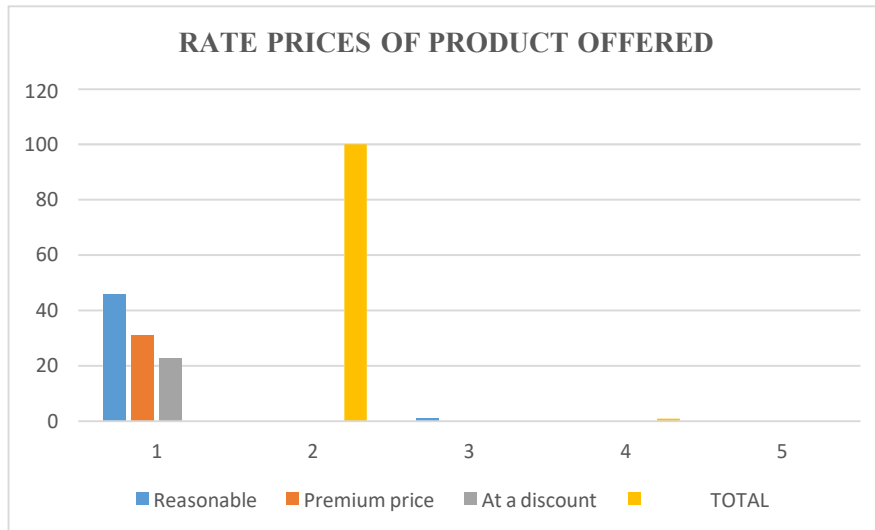 RATE PRICES OF PRODUCT OFFERED
120
100
80
60
40
20
0
1 2 3 4 5
Reasonable Premium price At a discount TOTAL